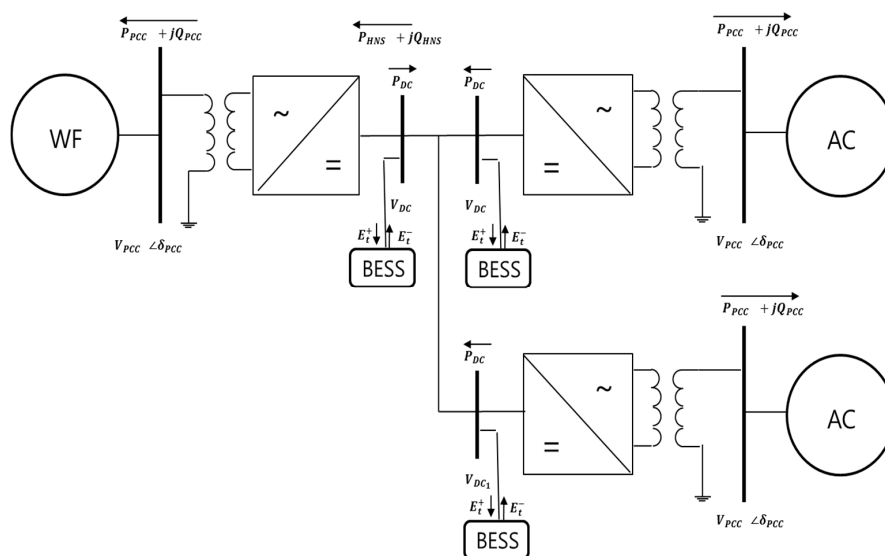 P_PCC + jQ_PCC
P_HNS + jQ_HNS
P_PCC + jQ_PCC
P_DC
P_DC
WF
~
=
~
=
AC
V_DC
V_DC
E_t^+ E_t^-
E_t^+ E_t^-
V_PCC ∠δ_PCC
V_PCC ∠δ_PCC
BESS
BESS
P_PCC + jQ_PCC
P_DC
~
=
AC
V_DC1
E_t^+ E_t^-
V_PCC ∠δ_PCC
BESS